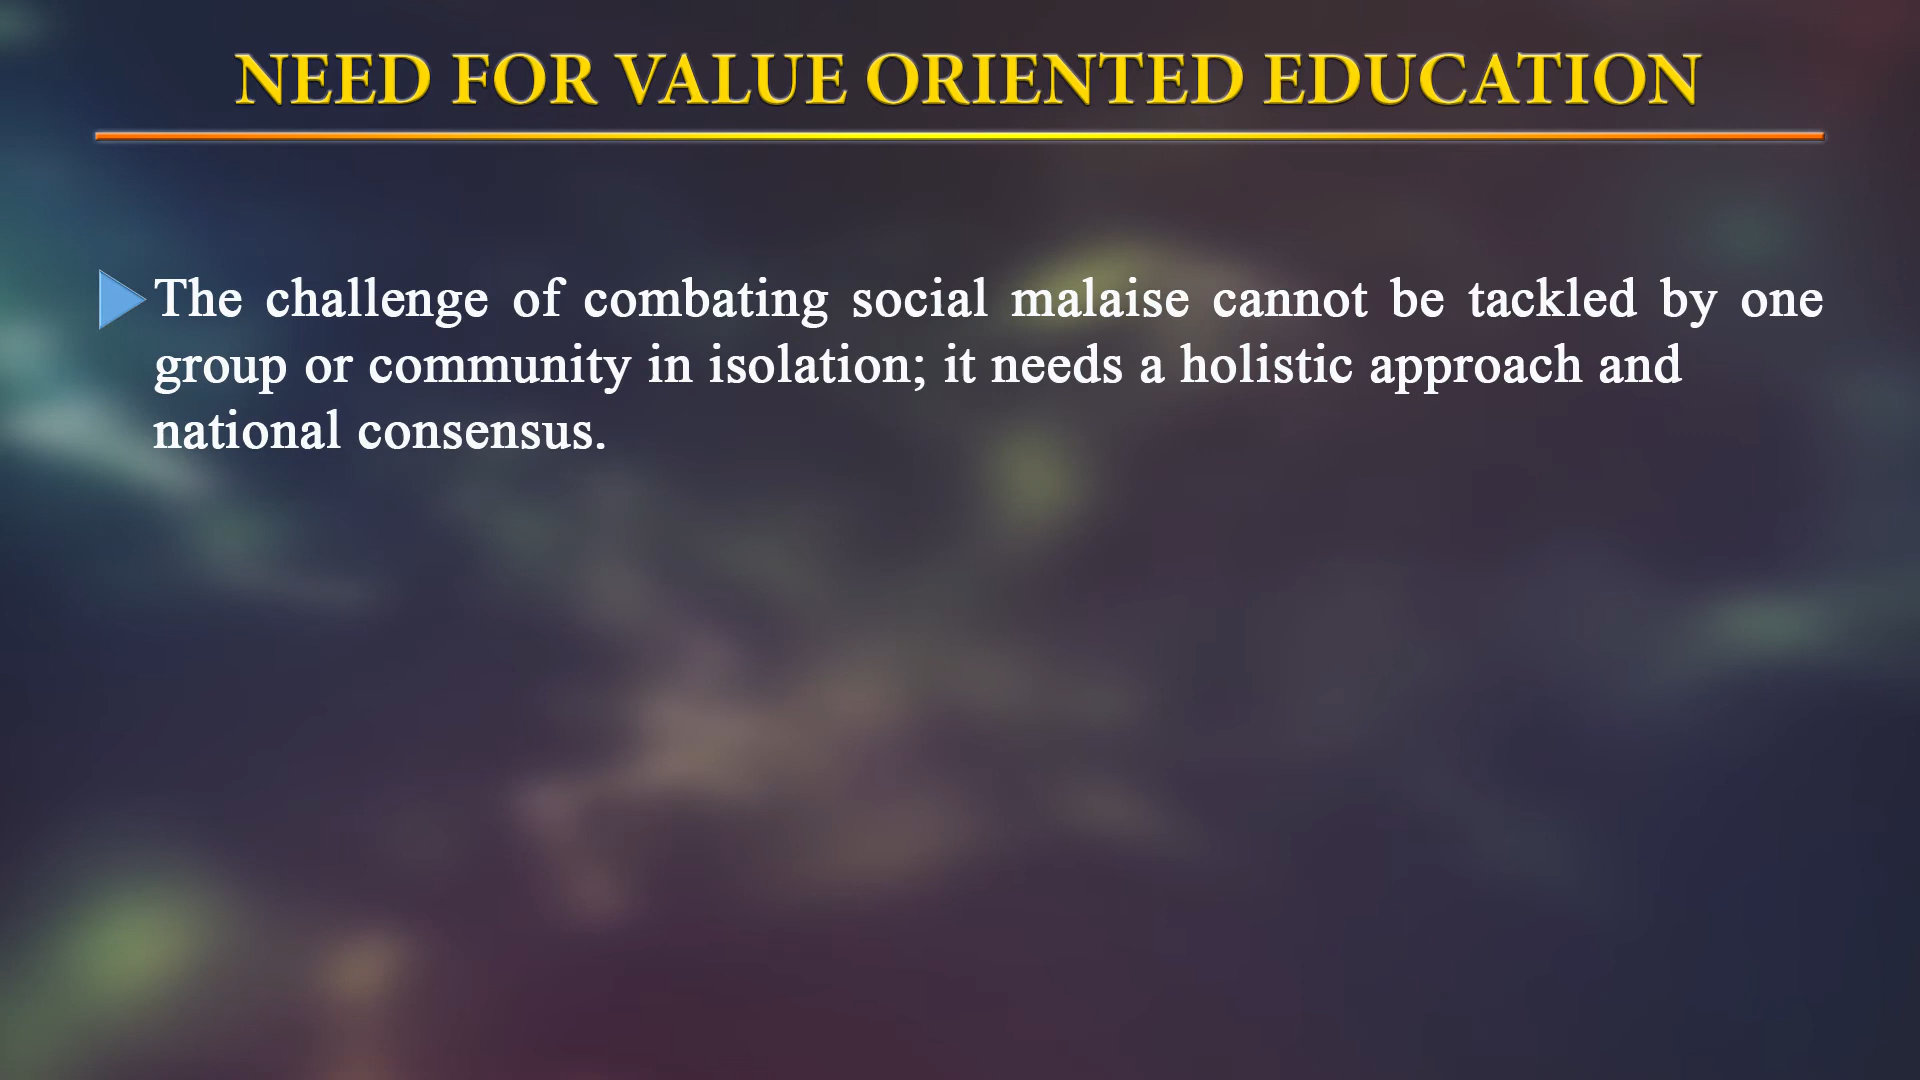 NEED FOR VALUE ORIENTED EDUCATION
The challenge of combating social malaise cannot be tackled by one
group or community in isolation; it needs a holistic approach and
national consensus.